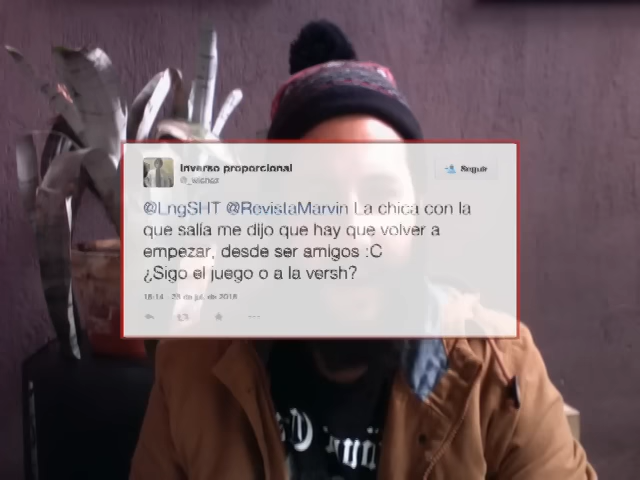 Inverso proporcional
Seguir
@LngSHT @RevistaMarvin La chica con la
que salía me dijo que hay que volver a
empezar, desde ser amigos :C
¿Sigo el juego o a la versh?